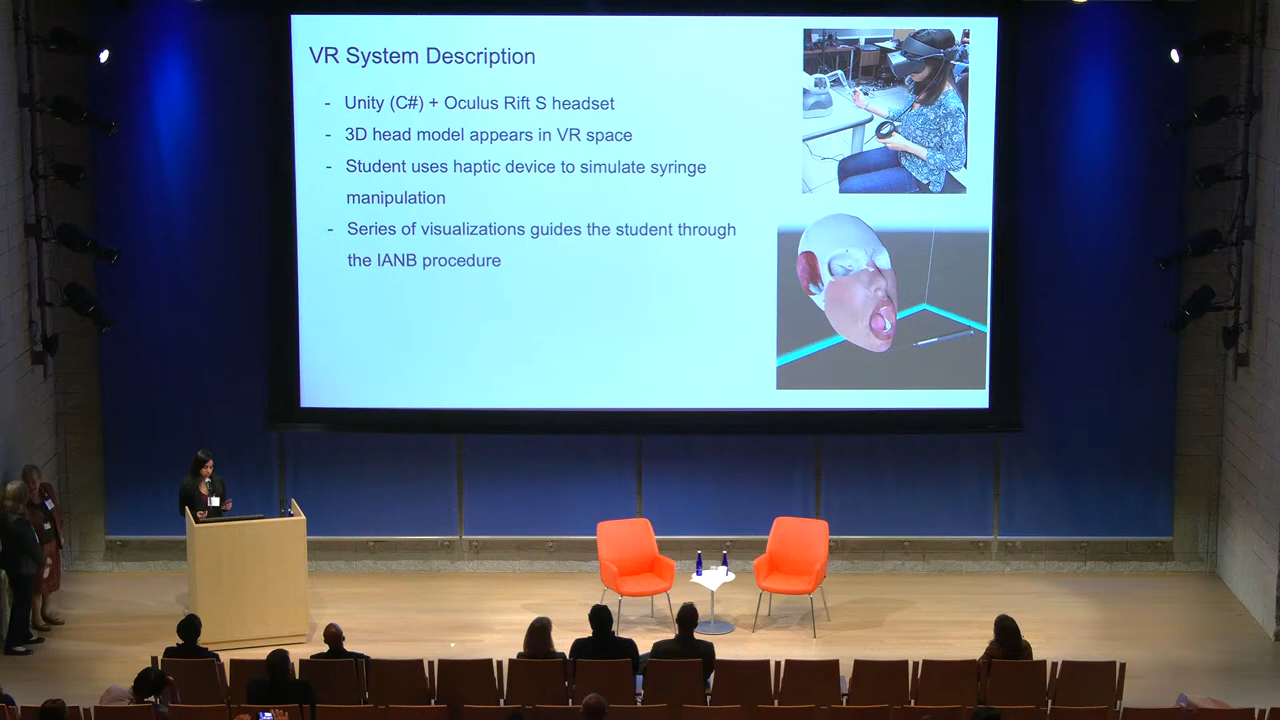 VR System Description
- Unity (C#) + Oculus Rift S headset
- 3D head model appears in VR space
- Student uses haptic device to simulate syringe
manipulation
- Series of visualizations guides the student through
the IANB procedure